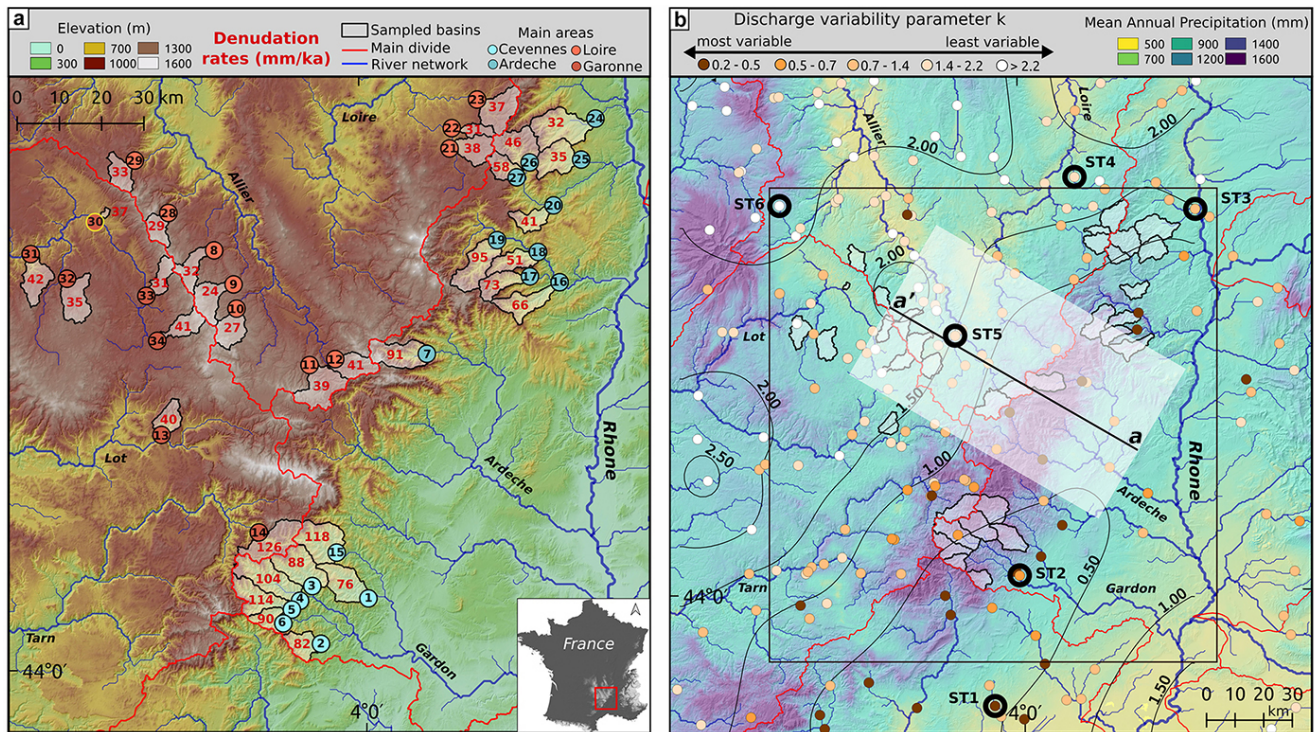 a
Elevation (m)
0
700
1300
300
1000
1600
Denudation
rates (mm/ka)
Sampled basins
Main divide
River network
Main areas
Cevennes
Loire
Ardeche
Garonne
0 10 20 30 km
Loire
Allier
23
37
22
31
46
32
24
21
38
35
25
58
26
27
29
33
20
41
30
37
28
29
19
95
51
18
8
32
31
42
32
35
31
33
9
24
10
27
73
17
16
66
34
41
11
12
41
91
7
39
40
13
Lot
Rhone
Ardeche
14
118
126
88
15
104
3
76
1
114
4
5
90
6
82
2
Tarn
Gardon
44°0′
4°0′
France
b
Discharge variability parameter k
most variable
least variable
0.2 - 0.5
0.5 - 0.7
0.7 - 1.4
1.4 - 2.2
> 2.2
Mean Annual Precipitation (mm)
500
900
1400
700
1200
1600
Allier
Loire
2.00
2.00
ST4
ST6
ST3
2.00
a'
ST5
Lot
2.00
1.50
a
Rhone
2.50
1.00
Ardeche
0.50
ST2
Tarn
44°0′
Gardon
1.00
1.50
ST1
4°0′
0 10 20 30
km